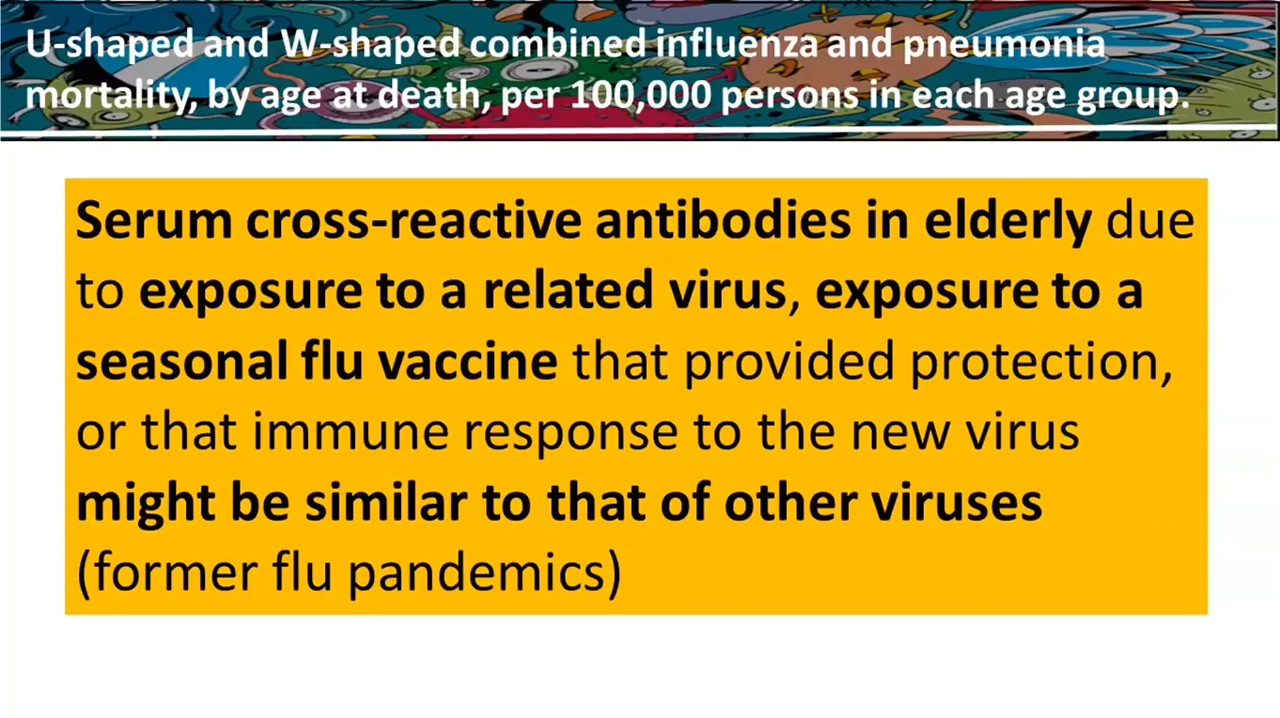 U-shaped and W-shaped combined influenza and pneumonia
mortality, by age at death, per 100,000 persons in each age group.
Serum cross-reactive antibodies in elderly due
to exposure to a related virus, exposure to a
seasonal flu vaccine that provided protection,
or that immune response to the new virus
might be similar to that of other viruses
(former flu pandemics)